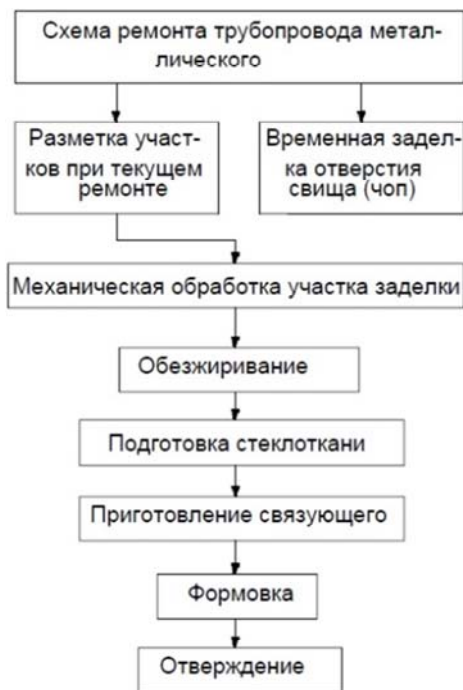 Схема ремонта трубопровода метал-
лического
Разметка участ-
ков при текущем
ремонте
Временная задел-
ка отверстия
свища (чоп)
Механическая обработка участка заделки
Обезжиривание
Подготовка стеклоткани
Приготовление связующего
Формовка
Отверждение